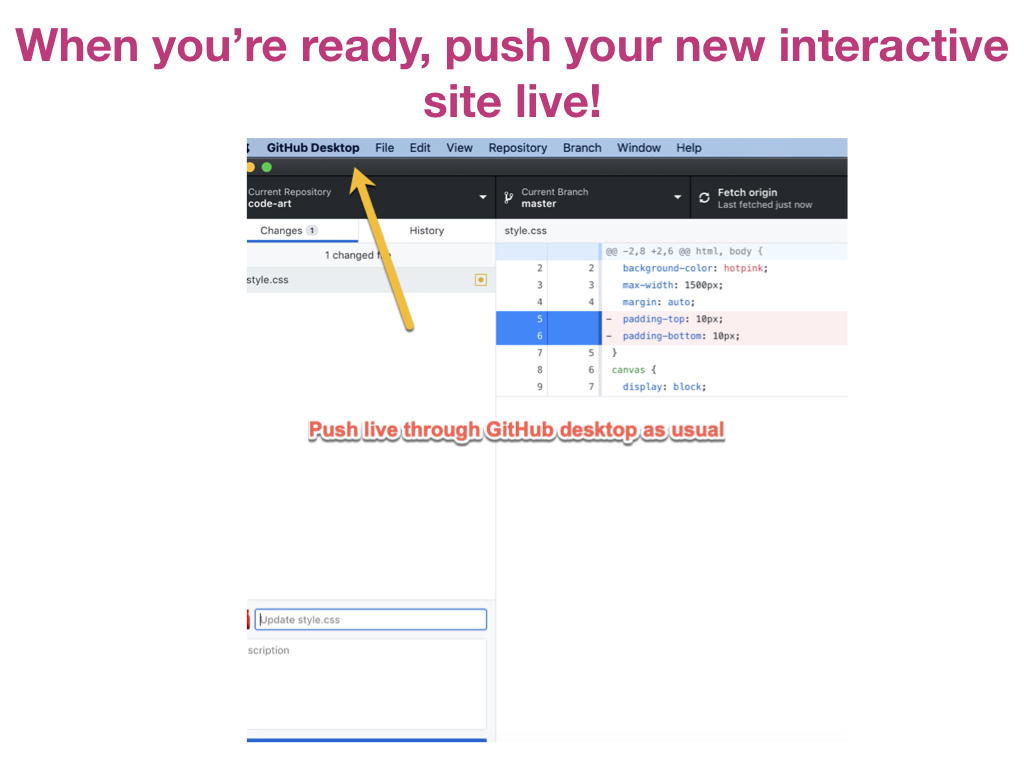 When you’re ready, push your new interactive
site live!
GitHub Desktop File Edit View Repository Branch Window Help
Current Repository
code-art
Current Branch
master
Fetch origin
Last fetched just now
Changes 1
History
style.css
1 changed
style.css
@@ -2,8 +2,6 @@ html, body {
2 2 background-color: hotpink;
3 3 max-width: 1500px;
4 4 margin: auto;
5 - padding-top: 10px;
6 - padding-bottom: 10px;
7 5 }
8 6 canvas {
9 7 display: block;
Push live through GitHub desktop as usual
Update style.css
scription